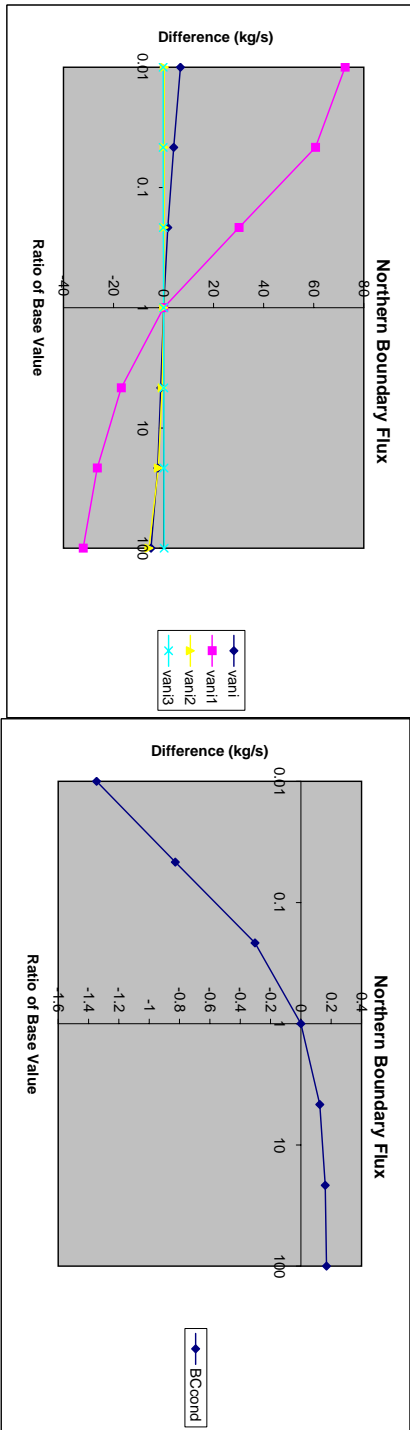 Northern Boundary Flux
Difference (kg/s)
80
60
40
20
0
-20
-40
0.01
0.1
1
10
100
Ratio of Base Value
vani
vani1
vani2
vani3
Northern Boundary Flux
Difference (kg/s)
0.4
0.2
0
-0.2
-0.4
-0.6
-0.8
-1
-1.2
-1.4
-1.6
0.01
0.1
1
10
100
Ratio of Base Value
BCcond